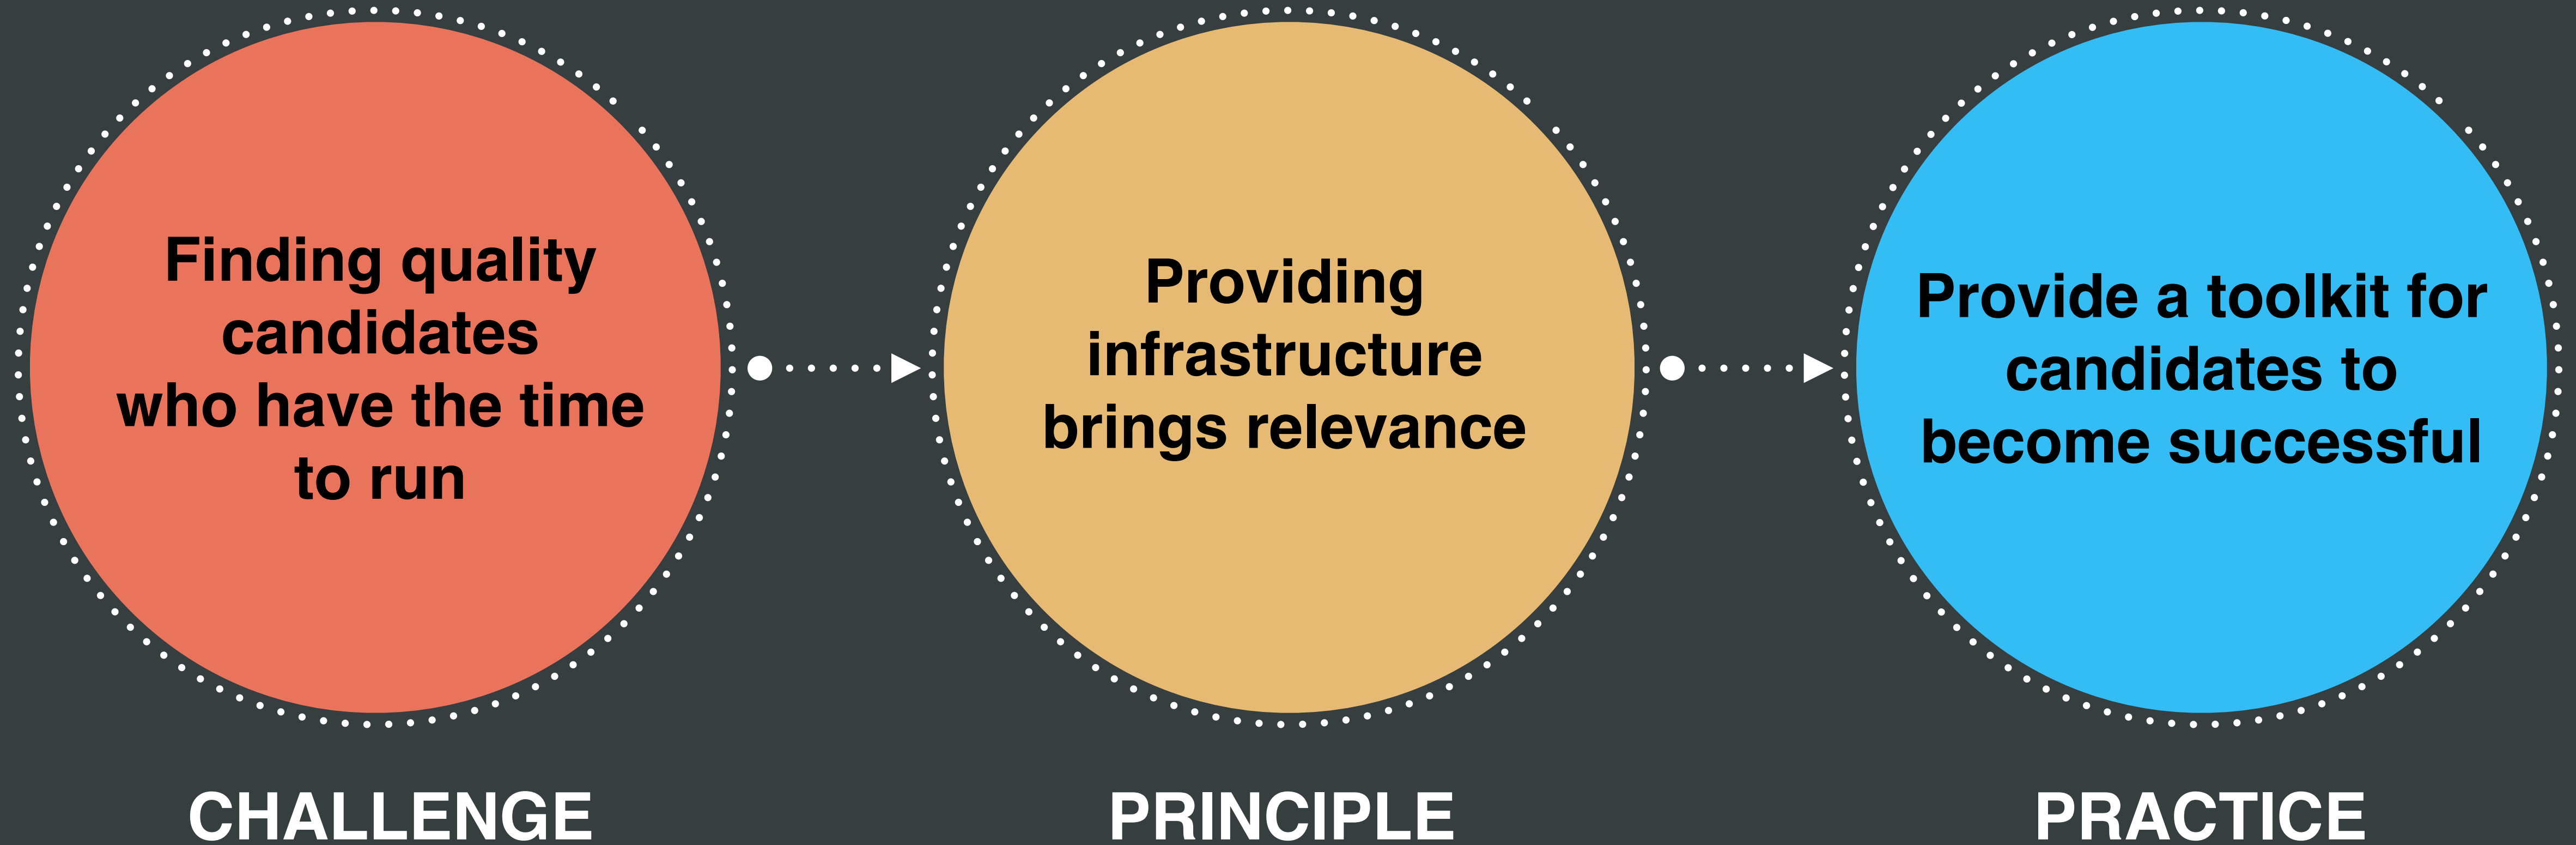 Finding quality
candidates
who have the time
to run
Providing
infrastructure
brings relevance
Provide a toolkit for
candidates to
become successful
CHALLENGE
PRINCIPLE
PRACTICE